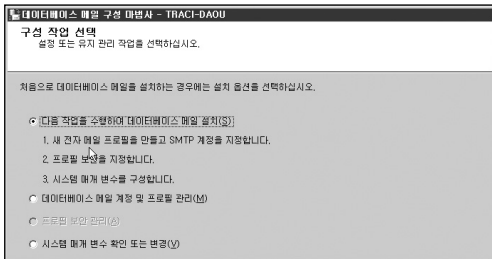 데이터베이스 메일 구성 마법사 - TRACI-DAOU
구성 작업 선택
설정 또는 유지 관리 작업을 선택하십시오.
처음으로 데이터베이스 메일을 설치하는 경우에는 설치 옵션을 선택하십시오.
다음 작업을 수행하여 데이터베이스 메일 설치(S)
1. 새 전자 메일 프로필을 만들고 SMTP 계정을 지정합니다.
2. 프로필 보안을 지정합니다.
3. 시스템 매개 변수를 구성합니다.
데이터베이스 메일 계정 및 프로필 관리(M)
프로필 보안 관리(A)
시스템 매개 변수 확인 또는 변경(V)